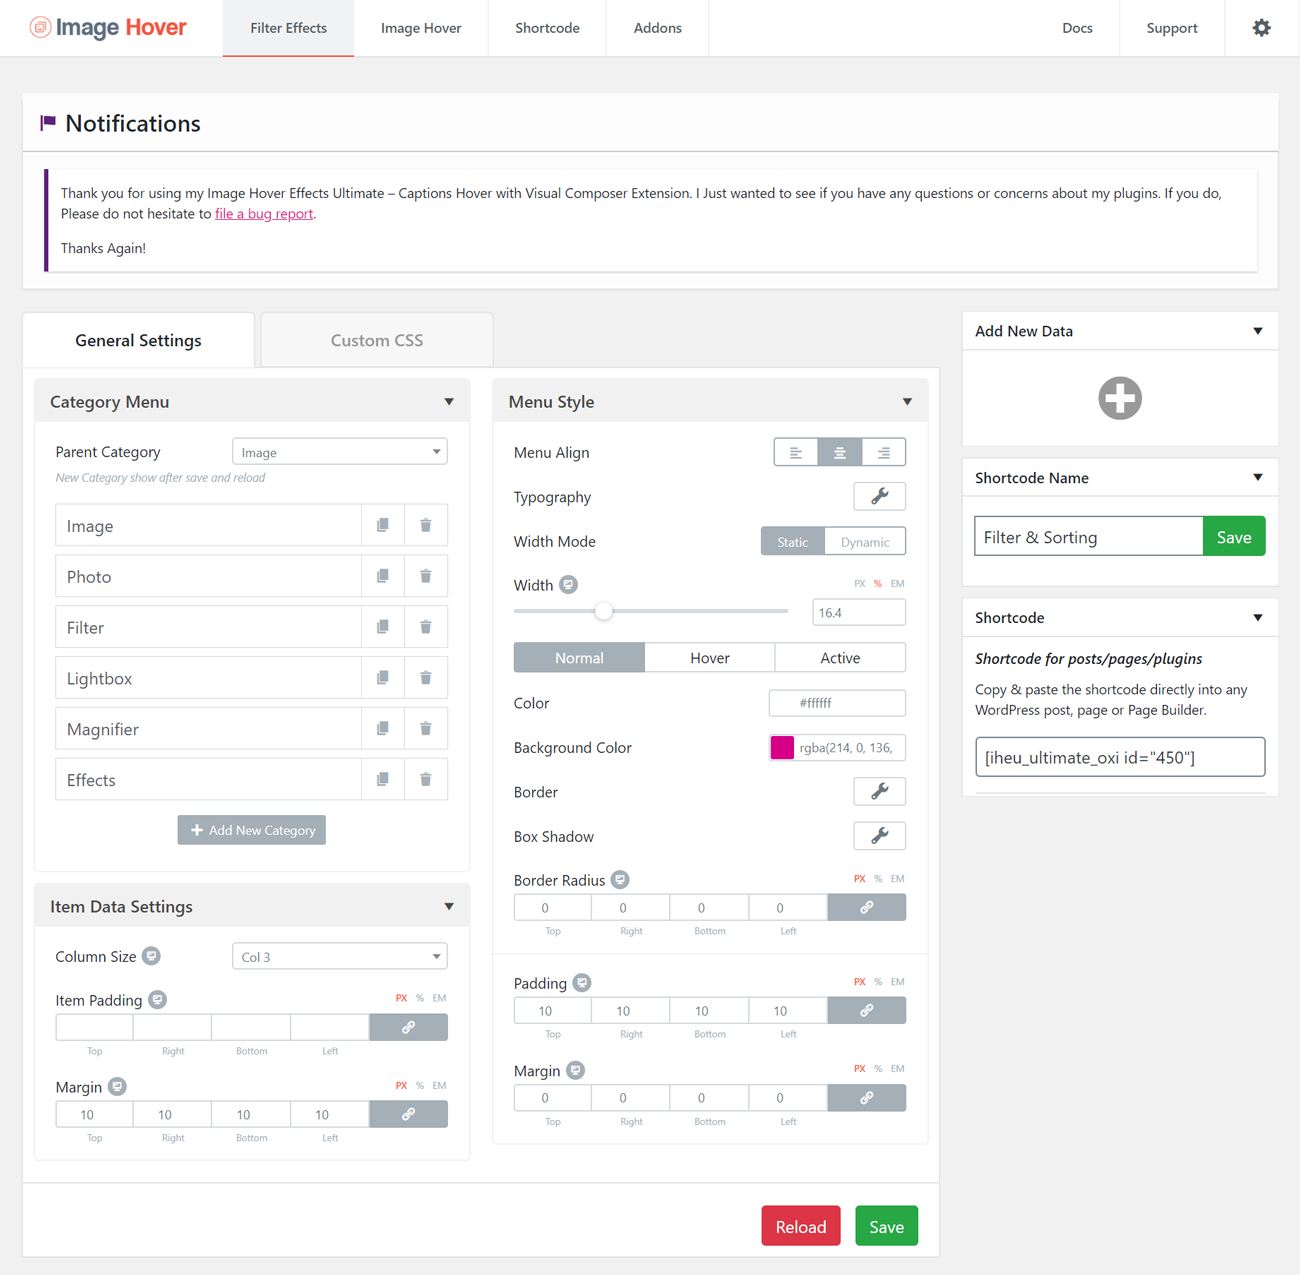 Image Hover
Filter Effects
Image Hover
Shortcode
Addons
Docs
Support
Notifications
Thank you for using my Image Hover Effects Ultimate – Captions Hover with Visual Composer Extension. I Just wanted to see if you have any questions or concerns about my plugins. If you do,
Please do not hesitate to file a bug report.
Thanks Again!
General Settings
Custom CSS
Category Menu
Parent Category
Image
New Category show after save and reload
Image
Photo
Filter
Lightbox
Magnifier
Effects
Add New Category
Item Data Settings
Column Size
Col 3
Item Padding
PX % EM
Top Right Bottom Left
Margin
PX % EM
10 10 10 10
Top Right Bottom Left
Menu Style
Menu Align
Typography
Width Mode
Static Dynamic
Width
PX % EM
16.4
Normal Hover Active
Color
#ffffff
Background Color
rgba(214, 0, 136,
Border
Box Shadow
Border Radius
PX % EM
0 0 0 0
Top Right Bottom Left
Padding
PX % EM
10 10 10 10
Top Right Bottom Left
Margin
PX % EM
0 0 0 0
Top Right Bottom Left
Reload
Save
Add New Data
Shortcode Name
Filter & Sorting
Save
Shortcode
Shortcode for posts/pages/plugins
Copy & paste the shortcode directly into any
WordPress post, page or Page Builder.
[iheu_ultimate_oxi id="450"]